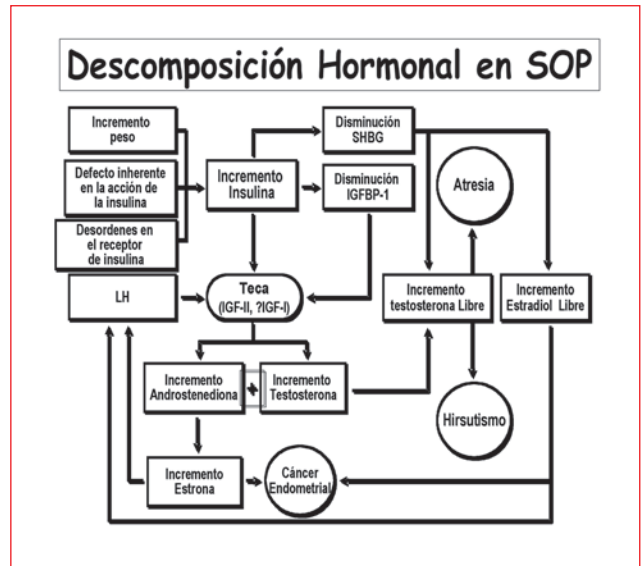 Descomposición Hormonal en SOP
Incremento
peso
Defecto inherente
en la acción de
la insulina
Desordenes en
el receptor
de insulina
LH
Incremento
Insulina
Disminución
SHBG
Disminución
IGFBP-1
Atresia
Teca
(IGF-II, ?IGF-I)
Incremento
testosterona Libre
Incremento
Estradiol Libre
Incremento
Androstenediona
Incremento
Testosterona
Hirsutismo
Incremento
Estrona
Cáncer
Endometrial